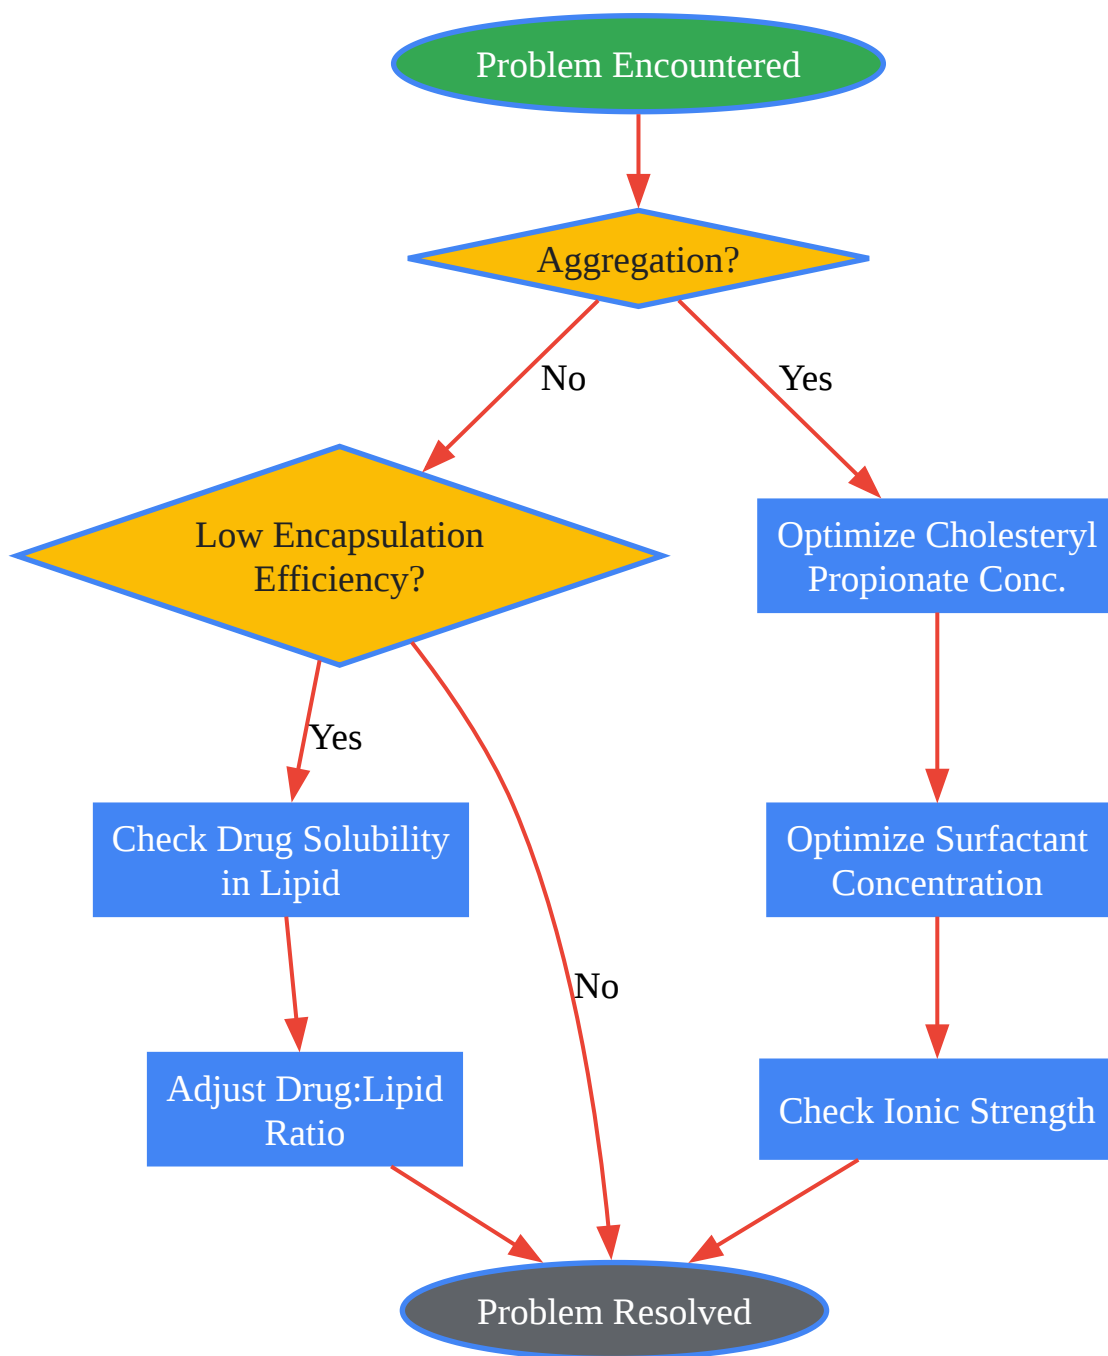 Problem Encountered
Aggregation?
No
Yes
Low Encapsulation
Efficiency?
Optimize Cholesteryl
Propionate Conc.
Yes
Check Drug Solubility
in Lipid
Optimize Surfactant
Concentration
No
Adjust Drug:Lipid
Ratio
Check Ionic Strength
Problem Resolved